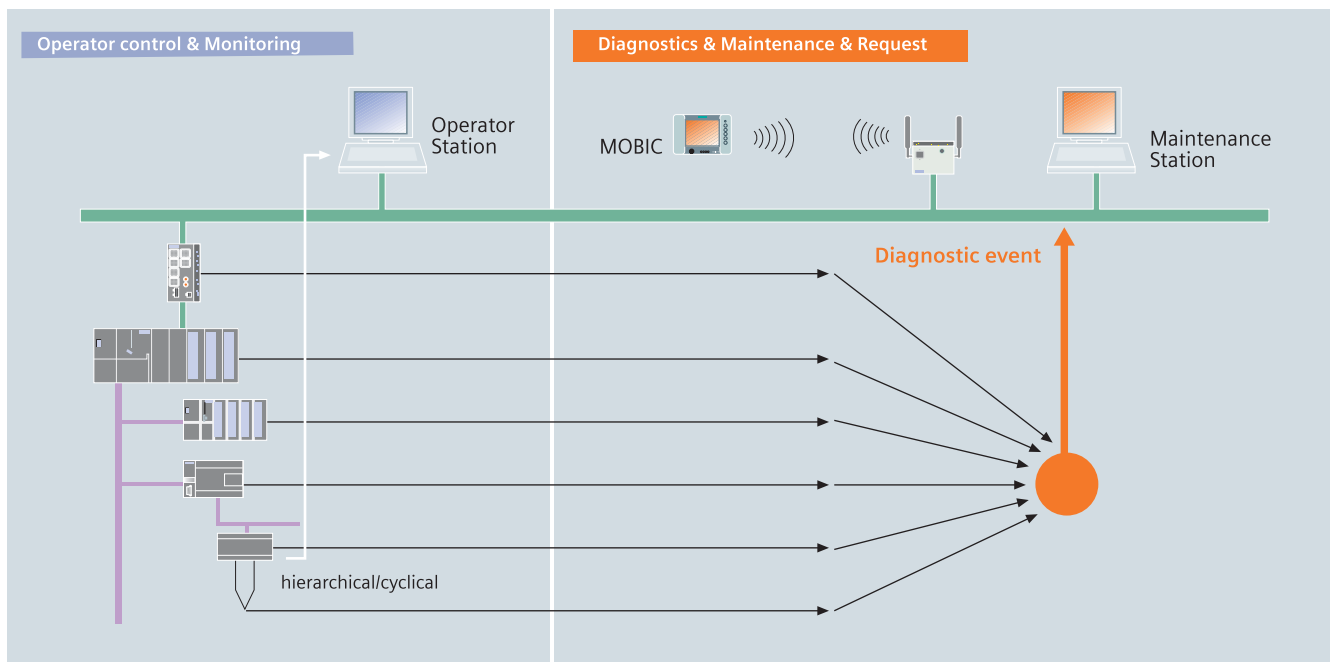 Operator control & Monitoring
Diagnostics & Maintenance & Request
Operator
Station
MOBIC
Maintenance
Station
Diagnostic event
hierarchical/cyclical